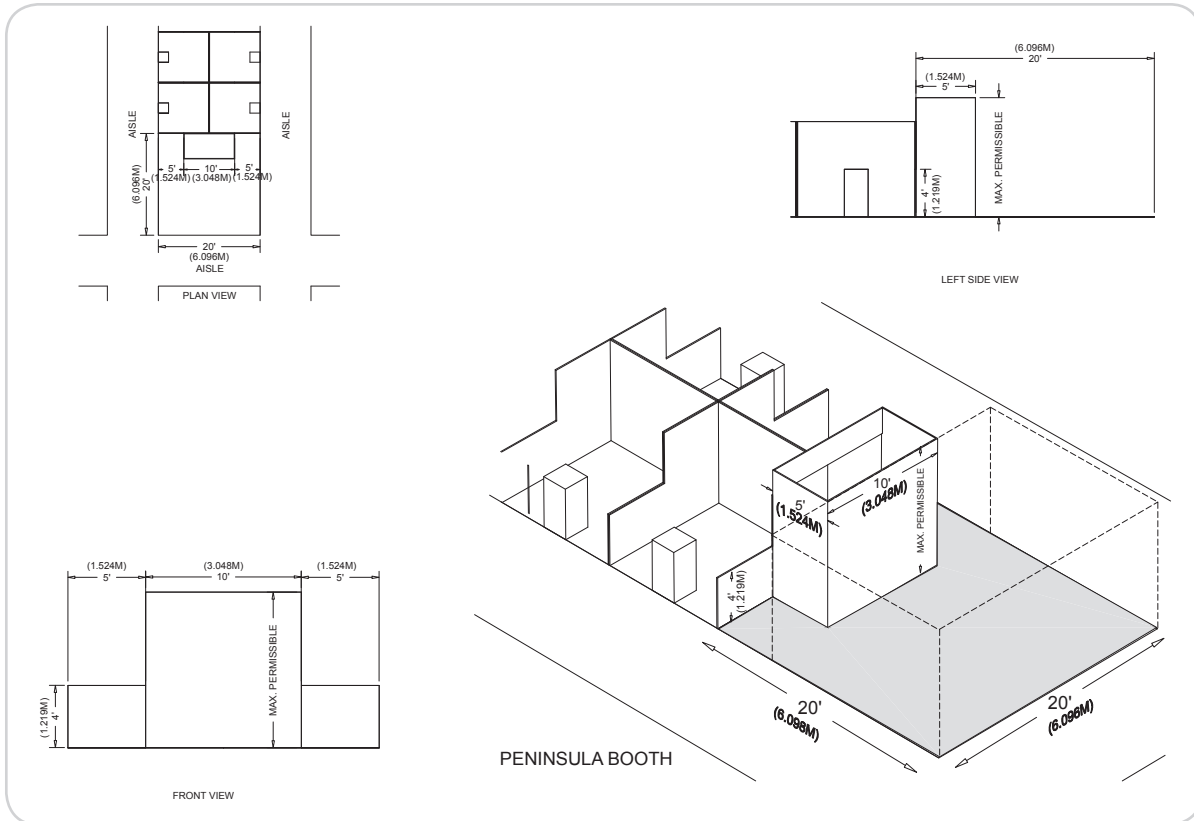 AISLE
AISLE
5'
10'
5'
(1.524M)
(3.048M)
(1.524M)
20'
(6.096M)
20'
(6.096M)
AISLE
PLAN VIEW
(6.096M)
20'
(1.524M)
5'
MAX. PERMISSIBLE
4'
(1.219M)
LEFT SIDE VIEW
5'
(1.524M)
10'
(3.048M)
MAX. PERMISSIBLE
4'
(1.219M)
20'
(6.096M)
20'
(6.096M)
PENINSULA BOOTH
(1.524M)
5'
(3.048M)
10'
(1.524M)
5'
MAX. PERMISSIBLE
4'
(1.219M)
FRONT VIEW